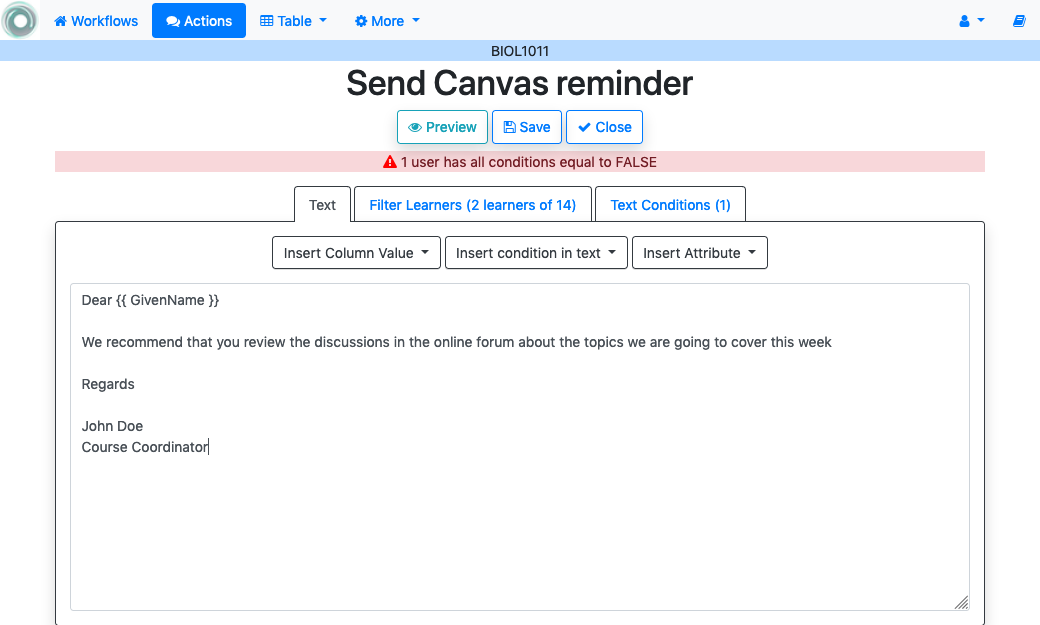 Workflows Actions Table More
BIOL1011
Send Canvas reminder
Preview Save Close
1 user has all conditions equal to FALSE
Text Filter Learners (2 learners of 14) Text Conditions (1)
Insert Column Value Insert condition in text Insert Attribute
Dear {{ GivenName }}
We recommend that you review the discussions in the online forum about the topics we are going to cover this week
Regards
John Doe
Course Coordinator